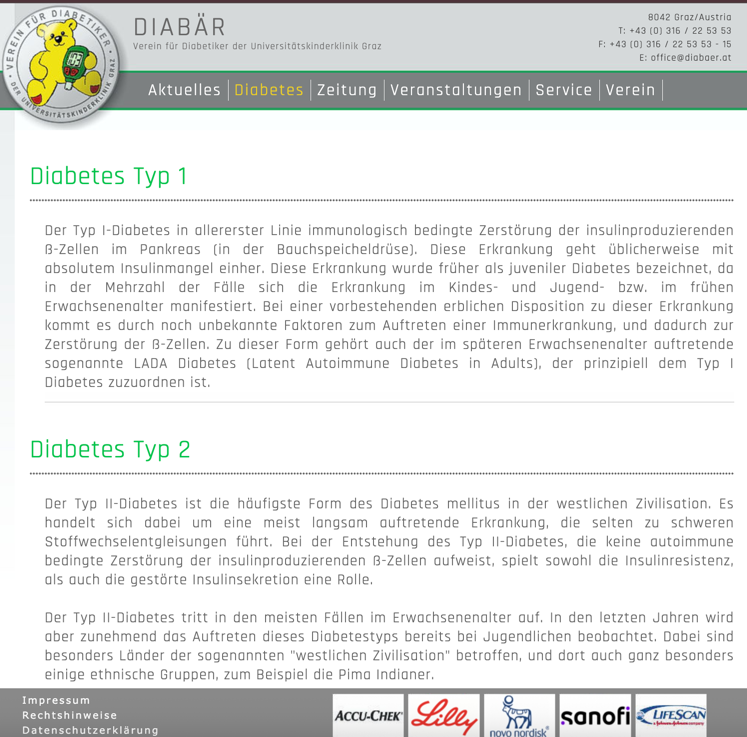 VEREIN FÜR DIABETIKER
DER UNIVERSITÄTSKINDERKLINIK GRAZ
DIABÄR
Verein für Diabetiker der Universitätskinderklinik Graz
8042 Graz/Austria
T: +43 (0) 316 / 22 53 53
F: +43 (0) 316 / 22 53 53 - 15
E: office@diabaer.at
Aktuelles Diabetes Zeitung Veranstaltungen Service Verein
Diabetes Typ 1
Der Typ I-Diabetes in allererster Linie immunologisch bedingte Zerstörung der insulinproduzierenden
ß-Zellen im Pankreas (in der Bauchspeicheldrüse). Diese Erkrankung geht üblicherweise mit
absolutem Insulinmangel einher. Diese Erkrankung wurde früher als juveniler Diabetes bezeichnet, da
in der Mehrzahl der Fälle sich die Erkrankung im Kindes- und Jugend- bzw. im frühen
Erwachsenenalter manifestiert. Bei einer vorbestehenden erblichen Disposition zu dieser Erkrankung
kommt es durch noch unbekannte Faktoren zum Auftreten einer Immunerkrankung, und dadurch zur
Zerstörung der ß-Zellen. Zu dieser Form gehört auch der im späteren Erwachsenenalter auftretende
sogenannte LADA Diabetes (Latent Autoimmune Diabetes in Adults), der prinzipiell dem Typ I
Diabetes zuzuordnen ist.
Diabetes Typ 2
Der Typ II-Diabetes ist die häufigste Form des Diabetes mellitus in der westlichen Zivilisation. Es
handelt sich dabei um eine meist langsam auftretende Erkrankung, die selten zu schweren
Stoffwechselentgleisungen führt. Bei der Entstehung des Typ II-Diabetes, die keine autoimmune
bedingte Zerstörung der insulinproduzierenden ß-Zellen aufweist, spielt sowohl die Insulinresistenz,
als auch die gestörte Insulinsekretion eine Rolle.
Der Typ II-Diabetes tritt in den meisten Fällen im Erwachsenenalter auf. In den letzten Jahren wird
aber zunehmend das Auftreten dieses Diabetestyps bereits bei Jugendlichen beobachtet. Dabei sind
besonders Länder der sogenannten "westlichen Zivilisation" betroffen, und dort auch ganz besonders
einige ethnische Gruppen, zum Beispiel die Pima Indianer.
Impressum
Rechtshinweise
Datenschutzerklärung
ACCU-CHEK®
Lilly
novo nordisk®
sanofi
LIFESCAN